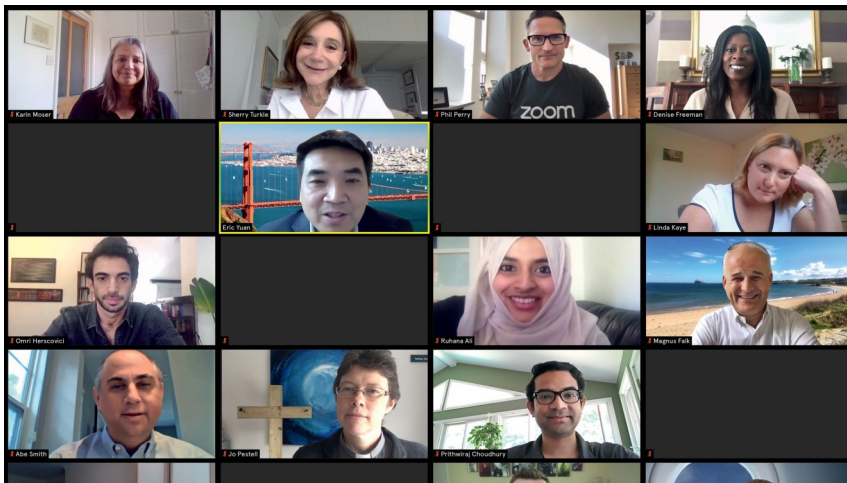 Karin Moser
Sherry Turkle
zoom
Phil Perry
Denise Freeman
Eric Yuan
Linda Kaye
Omri Herscovici
Ruhana Ali
Magnus Falk
Abe Smith
Jo Pestell
Prithwiraj Choudhury